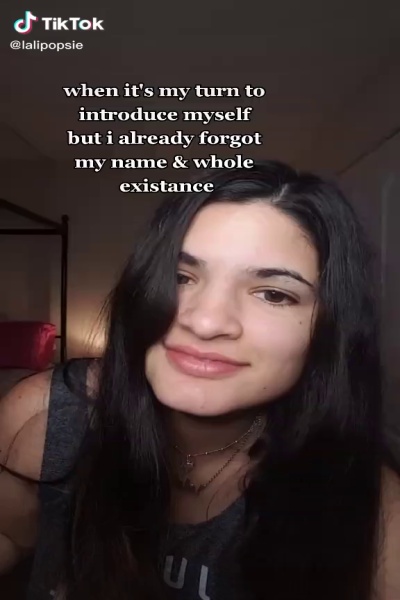 TikTok
@lalipopsie
when it's my turn to
introduce myself
but i already forgot
my name & whole
existance